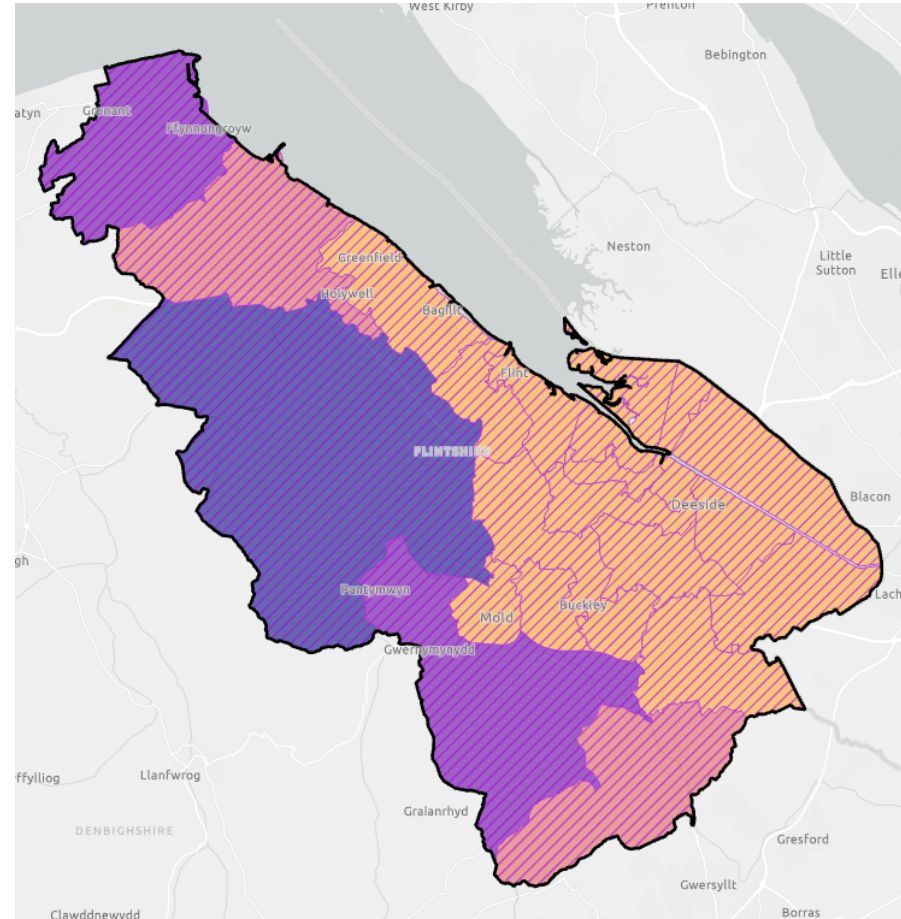 West Kirby
Prenton
Bebington
atyn
Gronant
Ffynnongroyw
Neston
Little
Sutton
Elle
Greenfield
Holywell
Bagillt
Flint
FLINTSHIRE
Deeside
Blacon
gh
Pantymwyn
Lach
Mold
Buckley
Gwernymynydd
ffylliog
Llanfwrog
Graianrhyd
DENBIGHSHIRE
Gresford
Gwersyllt
Clawddnewydd
Borras